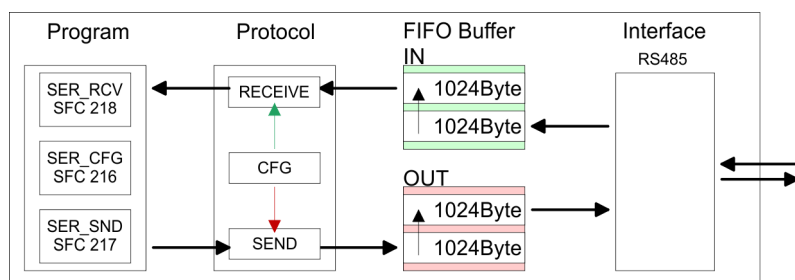 Program
Protocol
FIFO Buffer
IN
Interface
RS485
SER_RCV
SFC 218
SER_CFG
SFC 216
SER_SND
SFC 217
RECEIVE
CFG
SEND
1024Byte
1024Byte
OUT
1024Byte
1024Byte